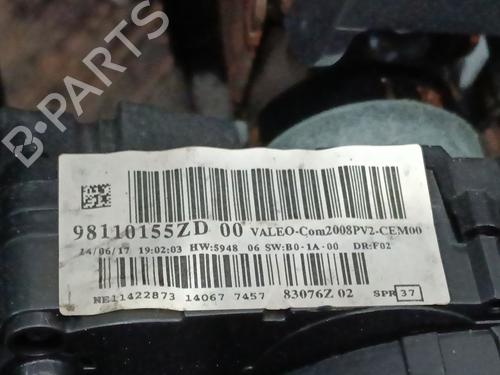 B-PARTS
98110155ZD 00 VALEO-Com2008PV2-CEM00
14/06/17 19:02:03 HW:5948 06 SW:B0-1A-00 DR:F02
NE11422873 14067 7457 83076Z 02 SPR 37